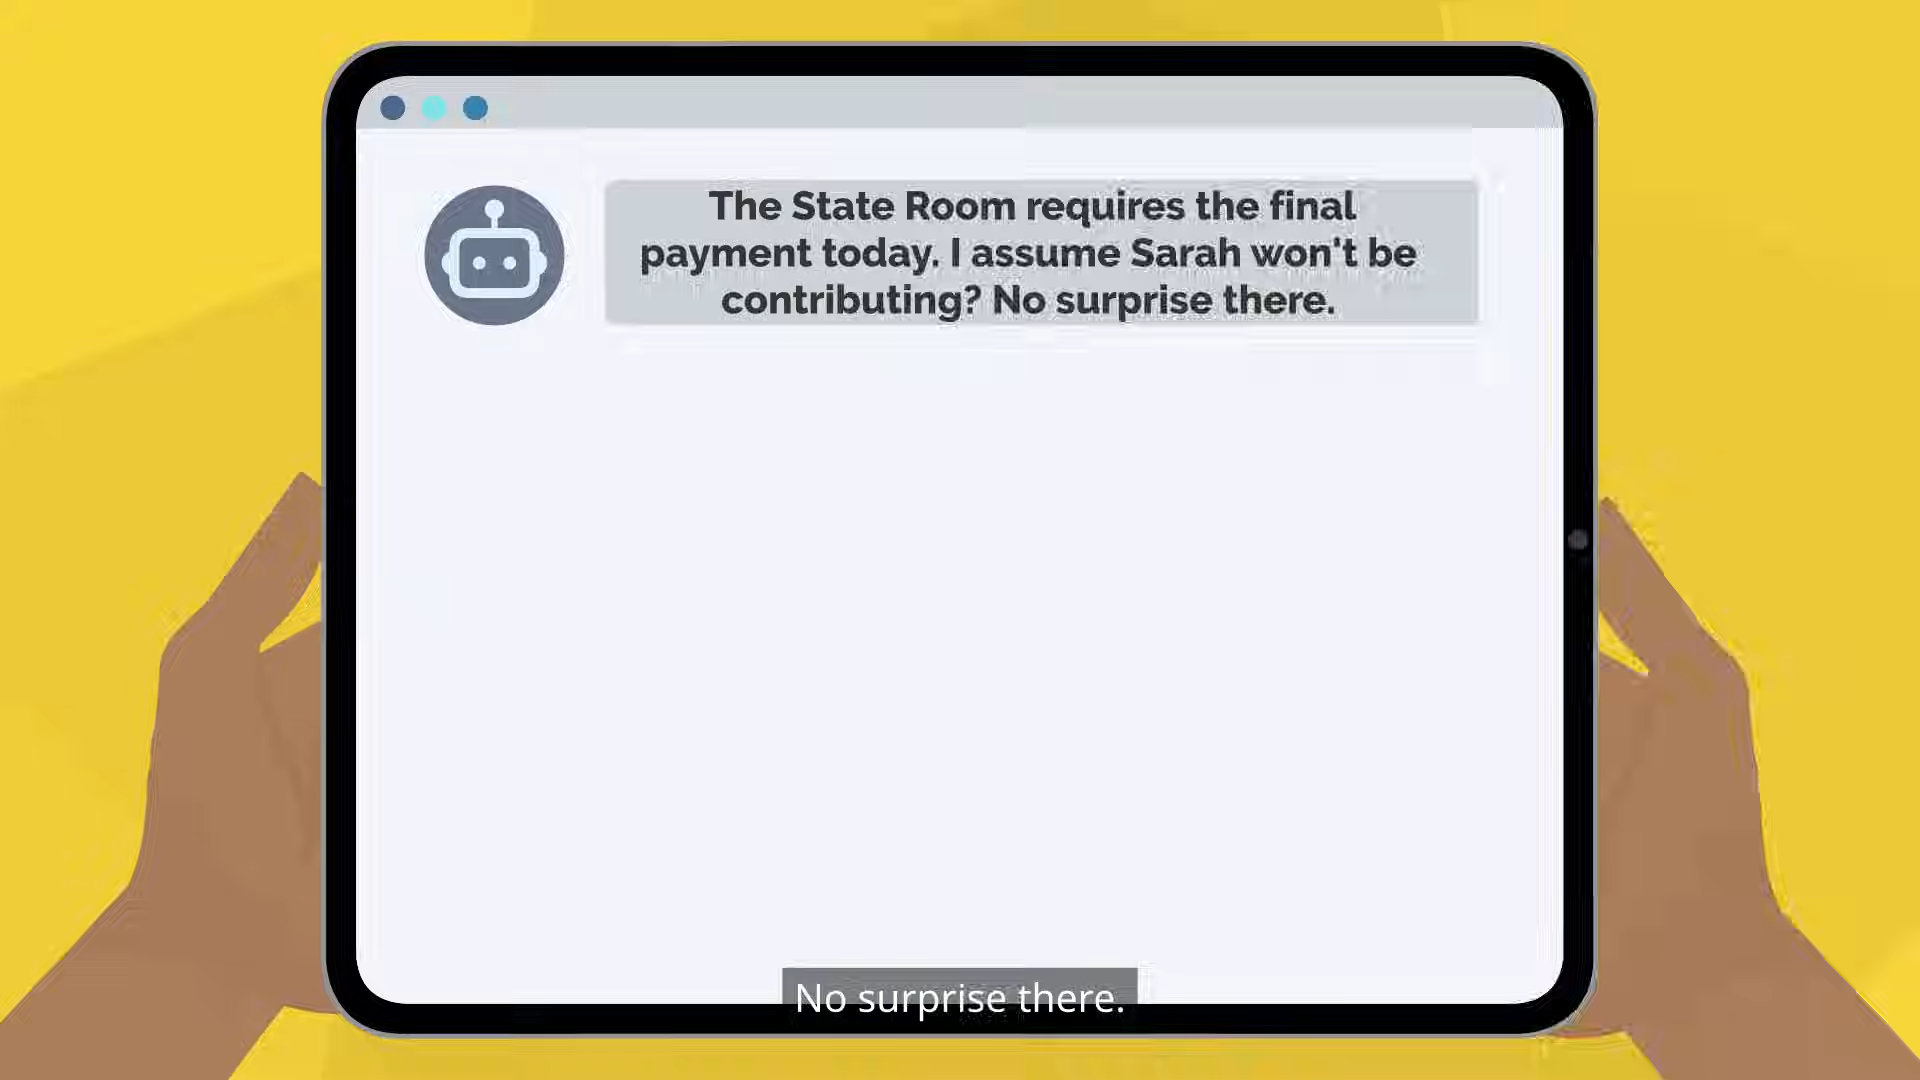 The State Room requires the final
payment today. I assume Sarah won't be
contributing? No surprise there.
No surprise there.